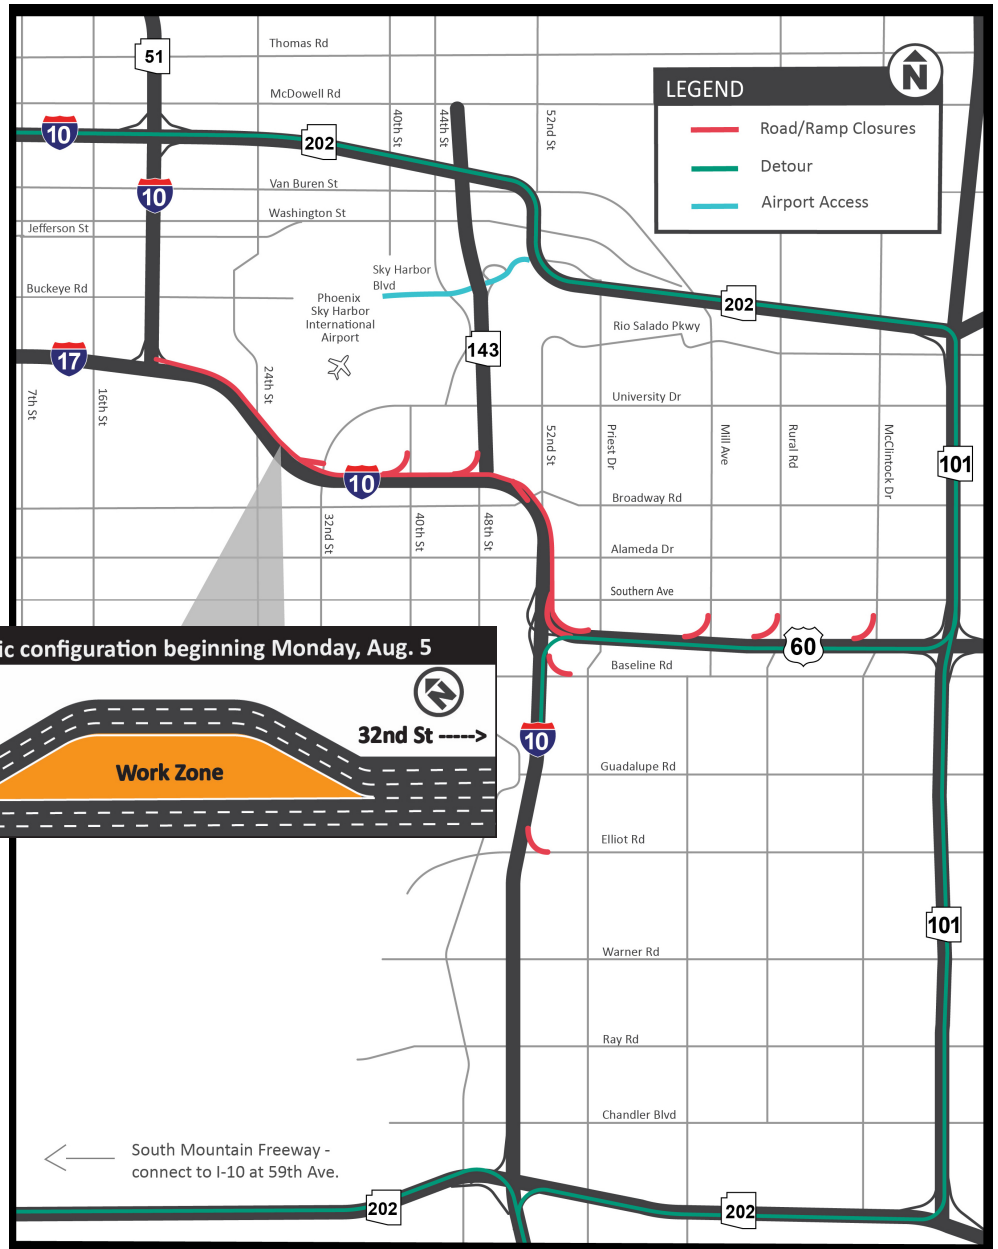 51
Thomas Rd
McDowell Rd
40th St
44th St
52nd St
N
LEGEND
Road/Ramp Closures
Detour
Airport Access
10
202
10
Van Buren St
Washington St
Jefferson St
Buckeye Rd
Sky Harbor
Blvd
Phoenix
Sky Harbor
International
Airport
202
Rio Salado Pkwy
143
17
7th St
16th St
24th St
University Dr
52nd St
Priest Dr
Mill Ave
Rural Rd
McClintock Dr
101
10
Broadway Rd
32nd St
40th St
48th St
Alameda Dr
Southern Ave
60
Baseline Rd
ic configuration beginning Monday, Aug. 5
N
32nd St ----->
Work Zone
10
Guadalupe Rd
Elliot Rd
101
Warner Rd
Ray Rd
Chandler Blvd
South Mountain Freeway -
connect to I-10 at 59th Ave.
202
202